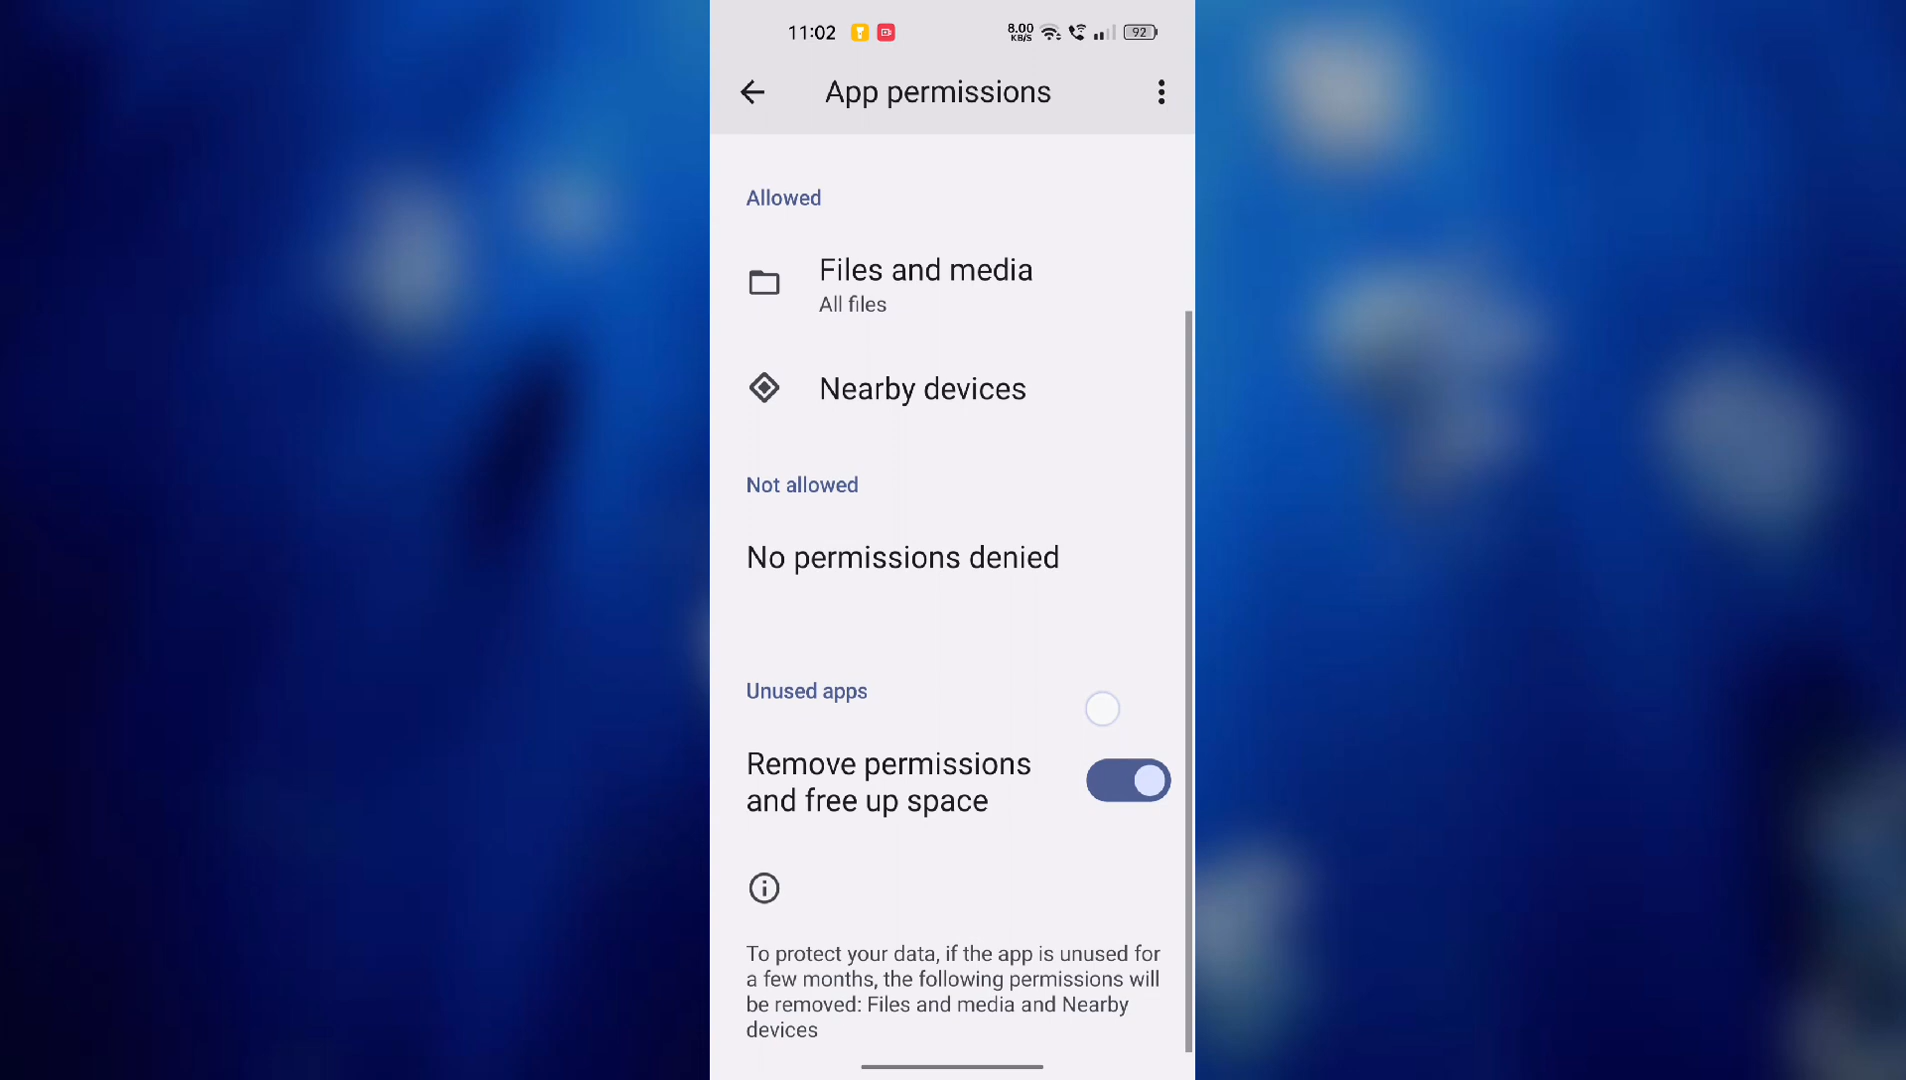 11:02
8.00
KB/S
92
App permissions
Allowed
Files and media
All files
Nearby devices
Not allowed
No permissions denied
Unused apps
Remove permissions
and free up space
To protect your data, if the app is unused for
a few months, the following permissions will
be removed: Files and media and Nearby
devices